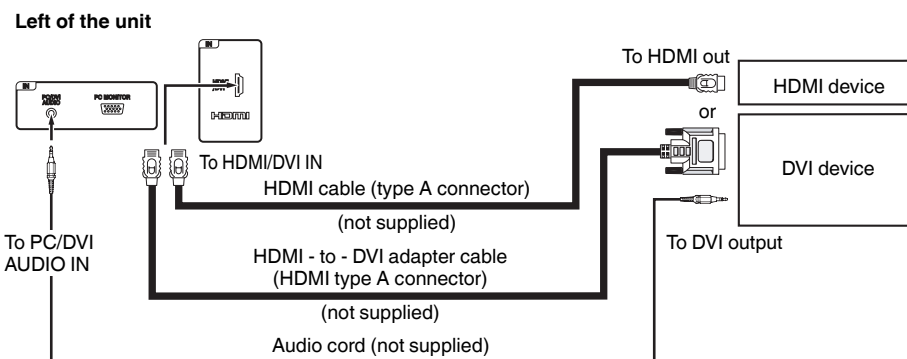 Left of the unit
IN
PC/DVI
AUDIO
PC MONITOR
IN
HDMI
To HDMI out
HDMI device
or
DVI device
To HDMI/DVI IN
HDMI cable (type A connector)
(not supplied)
To PC/DVI
AUDIO IN
To DVI output
HDMI - to - DVI adapter cable
(HDMI type A connector)
(not supplied)
Audio cord (not supplied)